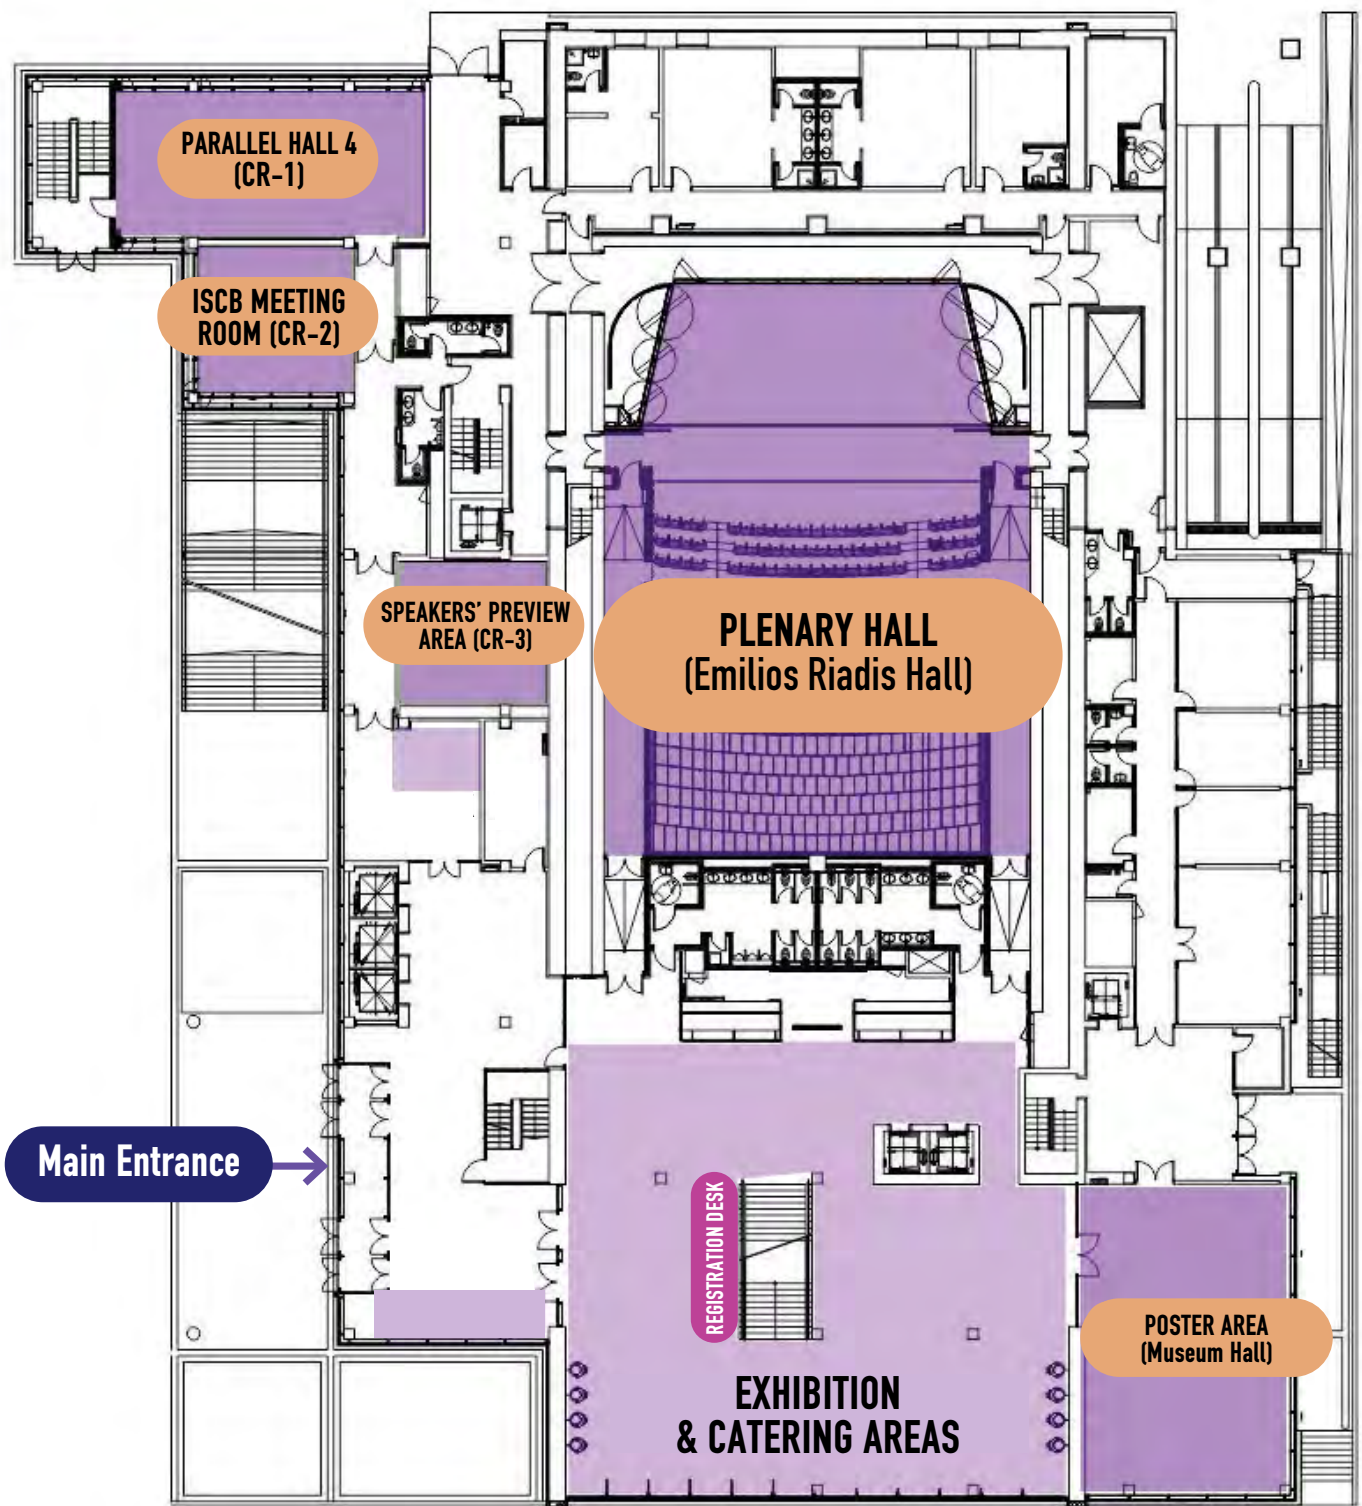 PARALLEL HALL 4
(CR-1)
ISCB MEETING
ROOM (CR-2)
SPEAKERS’ PREVIEW
AREA (CR-3)
PLENARY HALL
(Emilios Riadis Hall)
Main Entrance
REGISTRATION DESK
POSTER AREA
(Museum Hall)
EXHIBITION
& CATERING AREAS